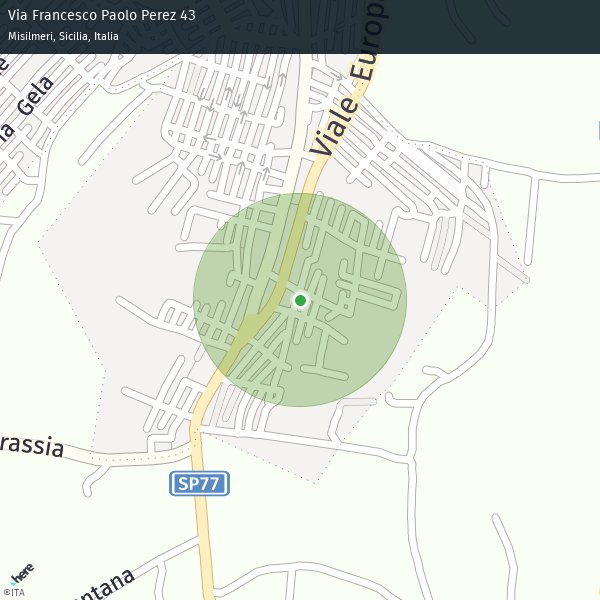 Via Francesco Paolo Perez 43
Misilmeri, Sicilia, Italia
Gela
Viale Europ
rassia
SP77
ntana
here
©ITA